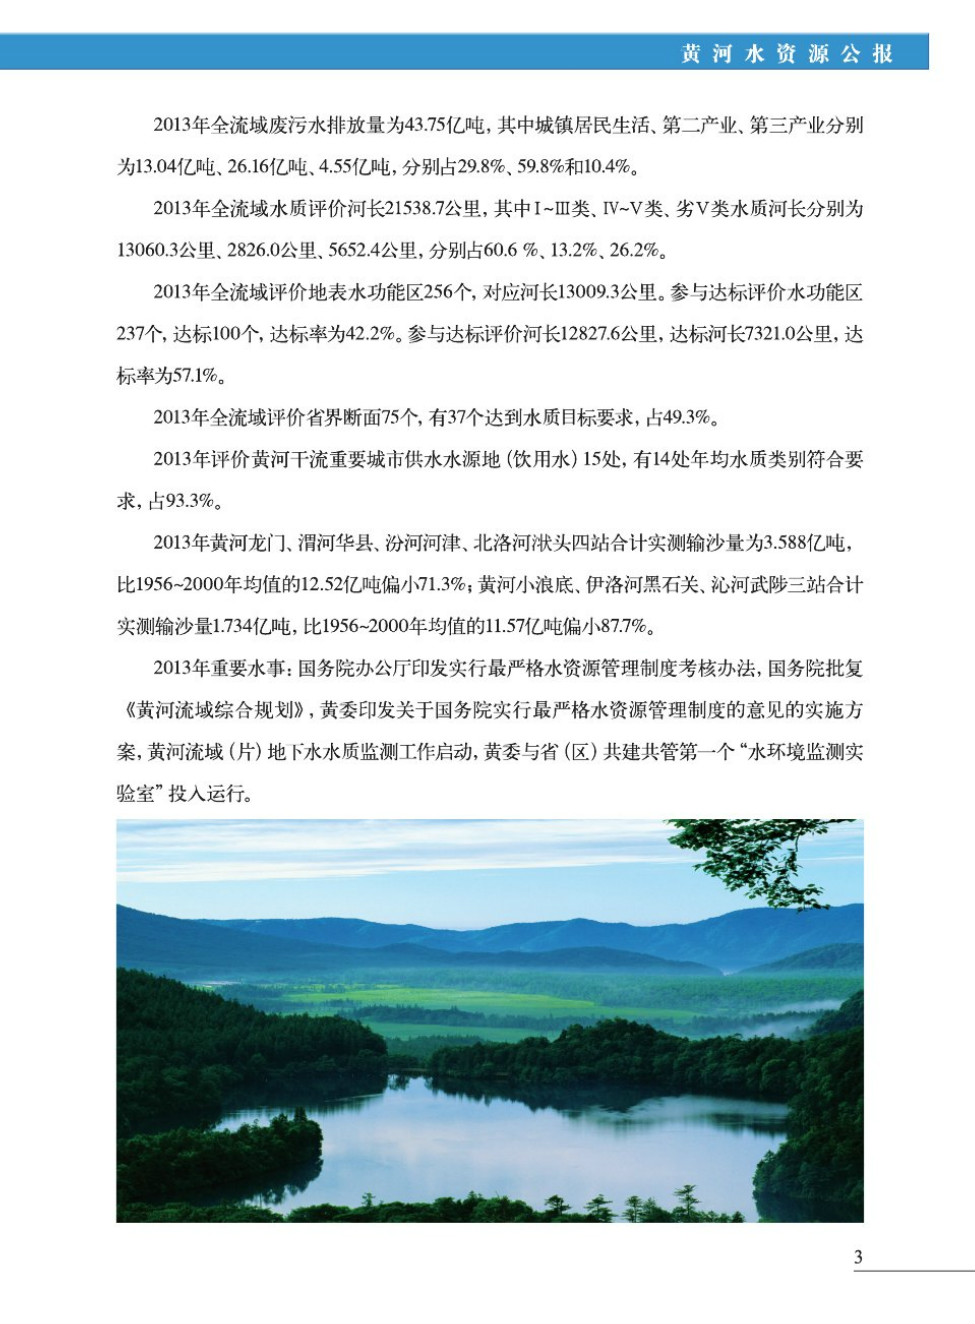 黄河水资源公报
2013年全流域废污水排放量为43.75亿吨，其中城镇居民生活、第二产业、第三产业分别
为13.04亿吨、26.16亿吨、4.55亿吨，分别占29.8%、59.8%和10.4%。
2013年全流域水质评价河长21538.7公里，其中I~Ⅲ类、Ⅳ~Ⅴ类、劣Ⅴ类水质河长分别为
13060.3公里、2826.0公里、5652.4公里，分别占60.6 %、13.2%、26.2%。
2013年全流域评价地表水功能区256个，对应河长13009.3公里。参与达标评价水功能区
237个，达标100个，达标率为42.2%。参与达标评价河长12827.6公里，达标河长7321.0公里，达
标率为57.1%。
2013年全流域评价省界断面75个，有37个达到水质目标要求，占49.3%。
2013年评价黄河干流重要城市供水水源地（饮用水）15处，有14处年均水质类别符合要
求，占93.3%。
2013年黄河龙门、渭河华县、汾河河津、北洛河洑头四站合计实测输沙量为3.588亿吨，
比1956~2000年均值的12.52亿吨偏小71.3%；黄河小浪底、伊洛河黑石关、沁河武陟三站合计
实测输沙量1.734亿吨，比1956~2000年均值的11.57亿吨偏小87.7%。
2013年重要水事：国务院办公厅印发实行最严格水资源管理制度考核办法，国务院批复
《黄河流域综合规划》，黄委印发关于国务院实行最严格水资源管理制度的意见的实施方
案，黄河流域（片）地下水水质监测工作启动，黄委与省（区）共建共管第一个“水环境监测实
验室”投入运行。
3